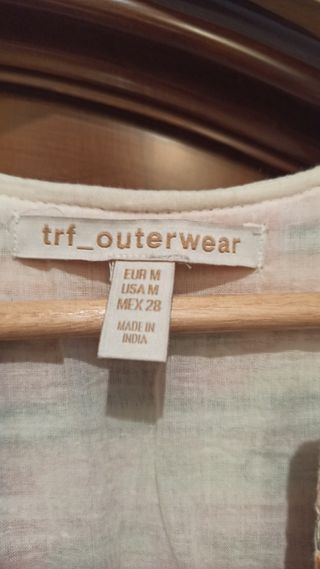 trf_outerwear
EUR M
USA M
MEX 28
MADE IN
INDIA